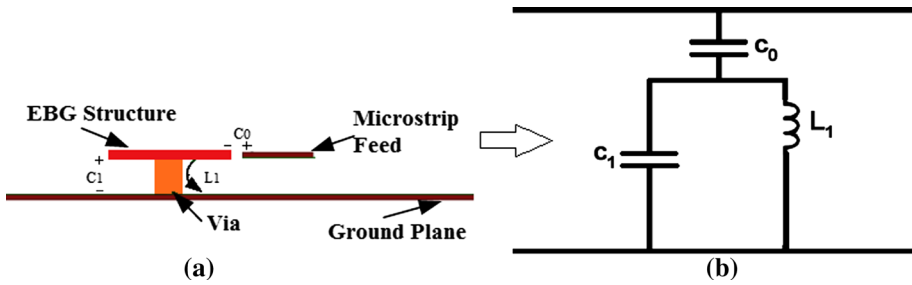 EBG Structure
Microstrip
Feed
C0
- +
+
C1
-
L1
Via
Ground Plane
(a)
C0
C1
L1
(b)